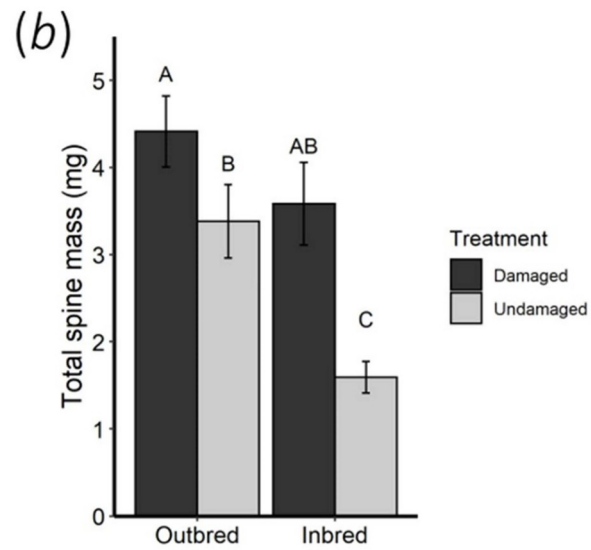 (b)
Total spine mass (mg)
5
4
3
2
1
0
A
B
AB
C
Outbred
Inbred
Treatment
Damaged
Undamaged